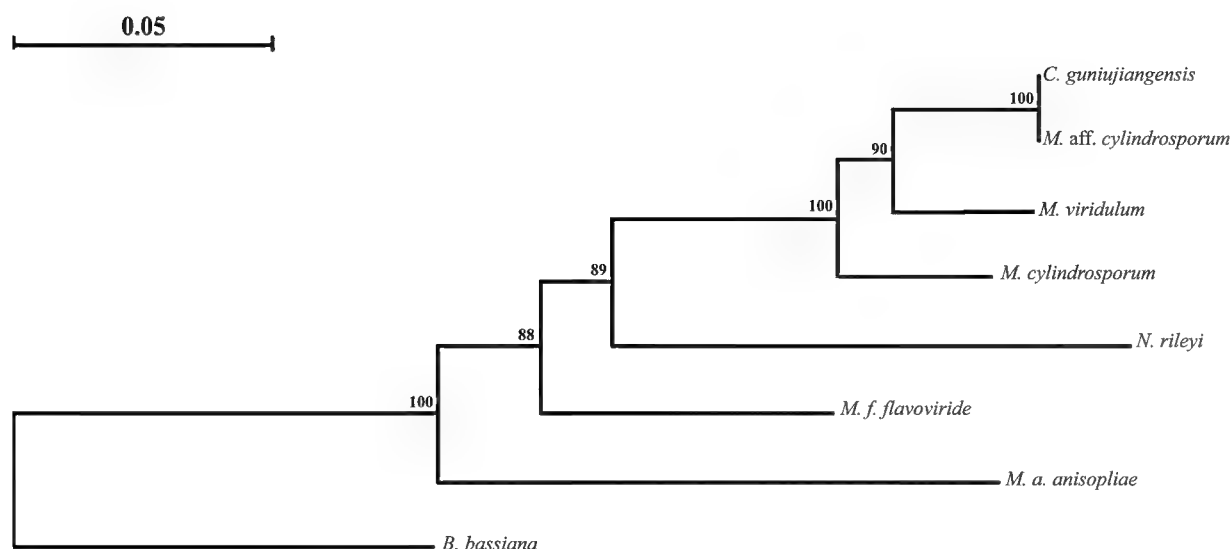 0.05
C. guniujiangensis
100
M. aff. cylindrosporum
90
M. viridulum
100
M. cylindrosporum
89
N. rileyi
88
M. f. flavoviride
100
M. a. anisopliae
B. bassiana